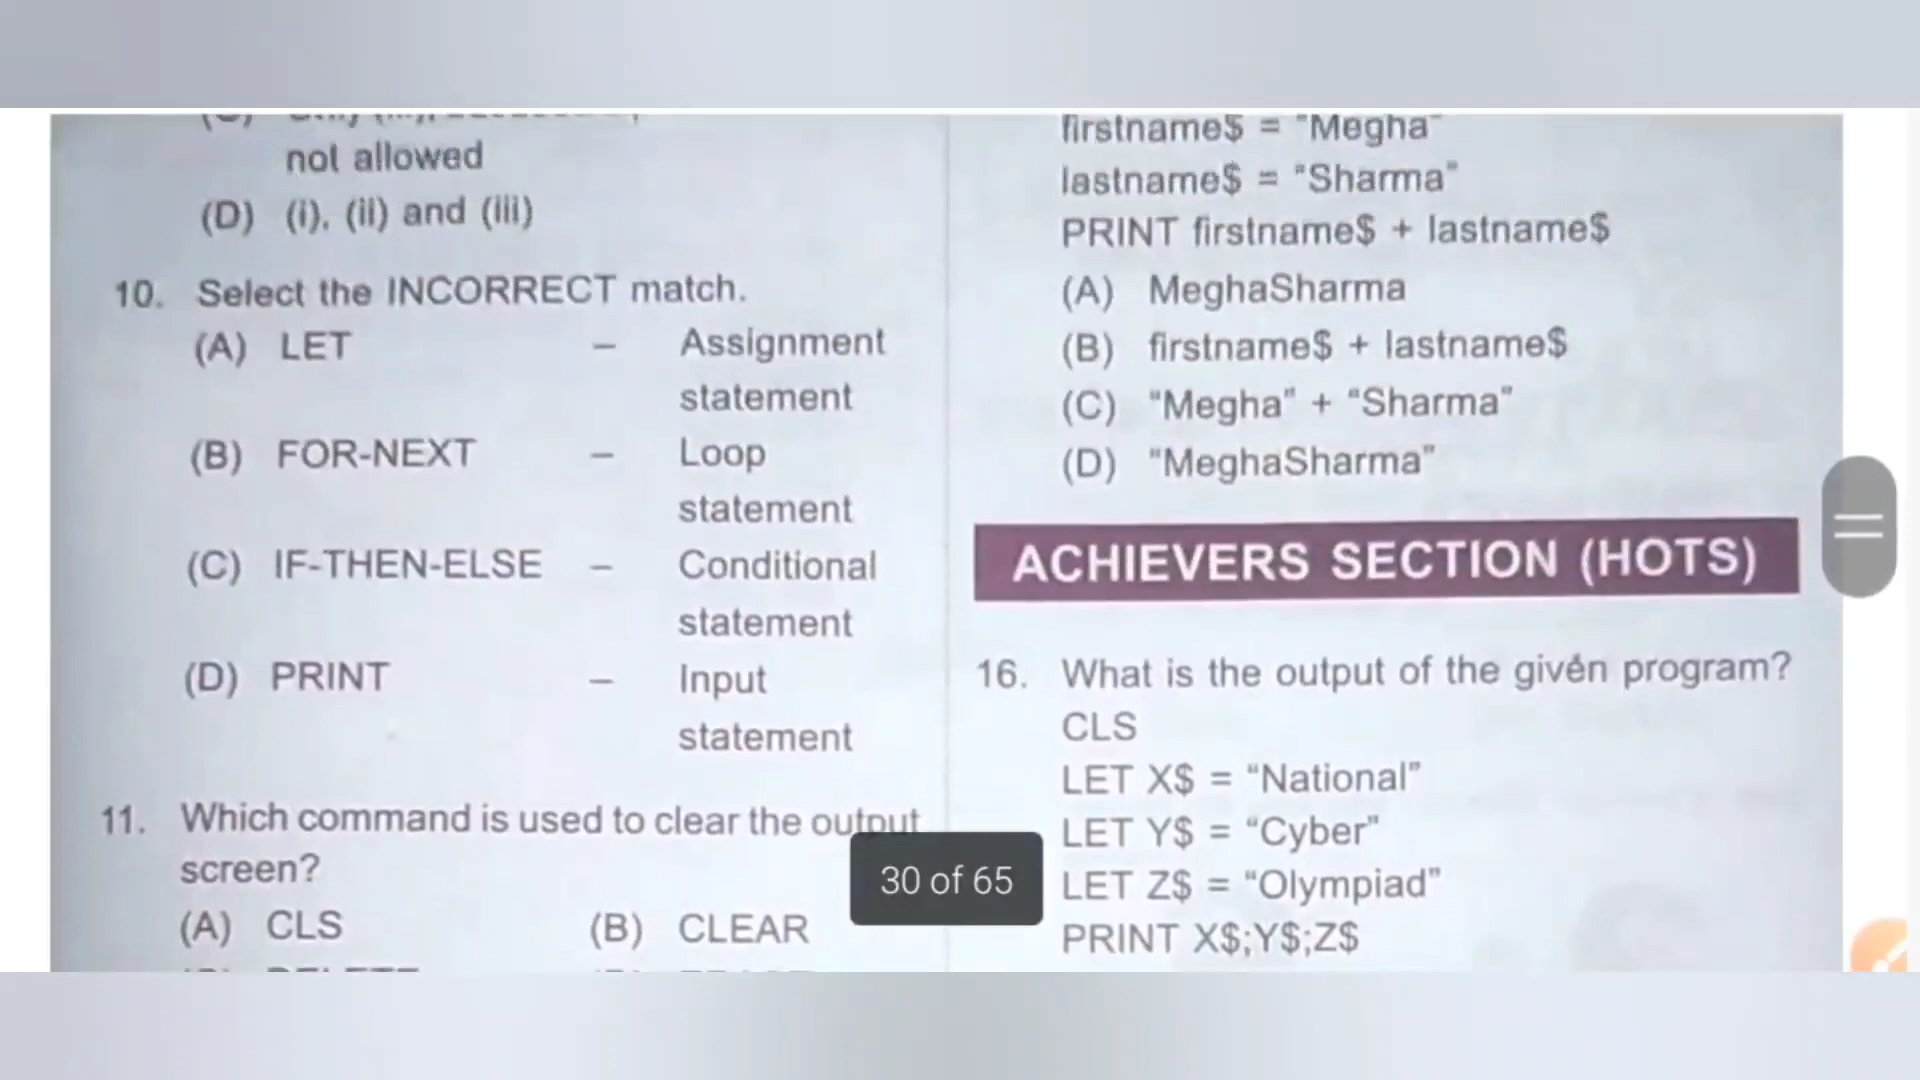 not allowed
(D) (i), (ii) and (iii)
10. Select the INCORRECT match.
(A) LET – Assignment
statement
(B) FOR-NEXT – Loop
statement
(C) IF-THEN-ELSE – Conditional
statement
(D) PRINT – Input
statement
11. Which command is used to clear the output
screen?
(A) CLS (B) CLEAR
firstname$ = "Megha"
lastname$ = "Sharma"
PRINT firstname$ + lastname$
(A) MeghaSharma
(B) firstname$ + lastname$
(C) "Megha" + "Sharma"
(D) "MeghaSharma"
ACHIEVERS SECTION (HOTS)
16. What is the output of the given program?
CLS
LET X$ = "National"
LET Y$ = "Cyber"
LET Z$ = "Olympiad"
PRINT X$;Y$;Z$
30 of 65